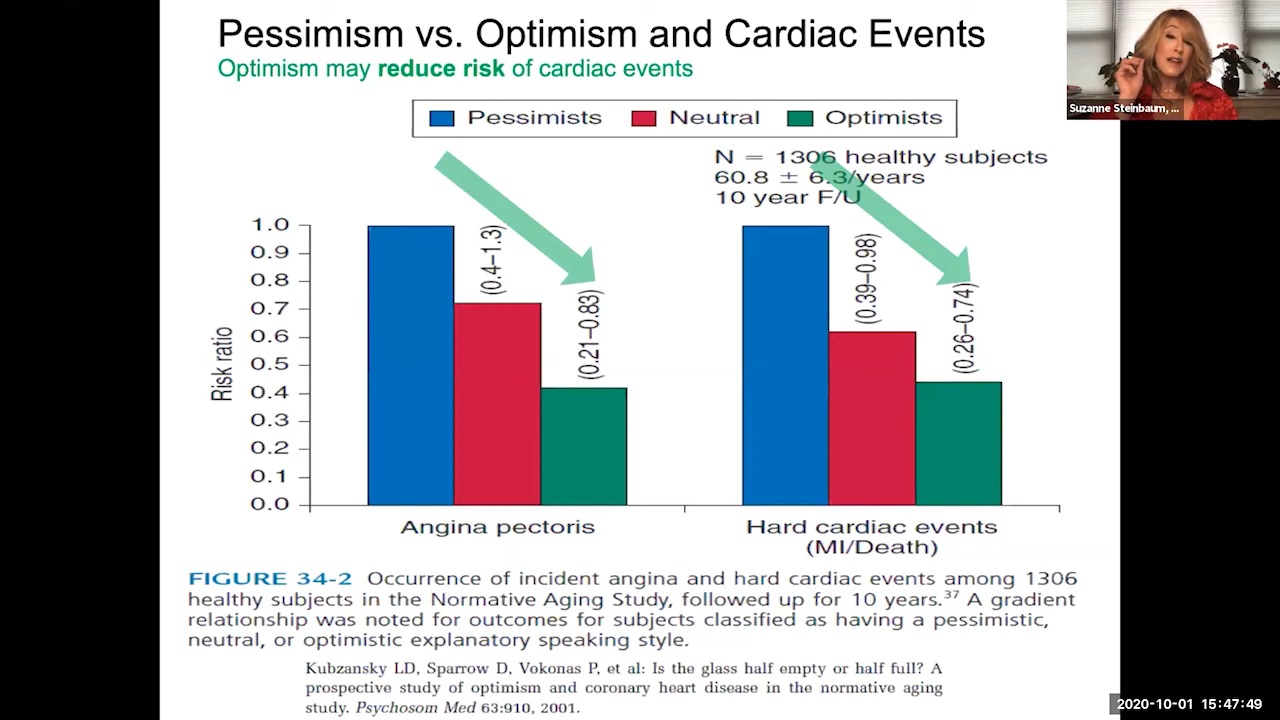 Pessimism vs. Optimism and Cardiac Events
Optimism may reduce risk of cardiac events
Suzanne Steinbaum, ...
Pessimists Neutral Optimists
N = 1306 healthy subjects
60.8 ± 6.3/years
10 year F/U
Risk ratio
1.0
0.9
0.8
0.7
0.6
0.5
0.4
0.3
0.2
0.1
0.0
(0.4–1.3)
(0.21–0.83)
(0.39–0.98)
(0.26–0.74)
Angina pectoris
Hard cardiac events
(MI/Death)
FIGURE 34-2 Occurrence of incident angina and hard cardiac events among 1306
healthy subjects in the Normative Aging Study, followed up for 10 years.37 A gradient
relationship was noted for outcomes for subjects classified as having a pessimistic,
neutral, or optimistic explanatory speaking style.
Kubzansky LD, Sparrow D, Vokonas P, et al: Is the glass half empty or half full? A
prospective study of optimism and coronary heart disease in the normative aging
study. Psychosom Med 63:910, 2001.
2020-10-01 15:47:49